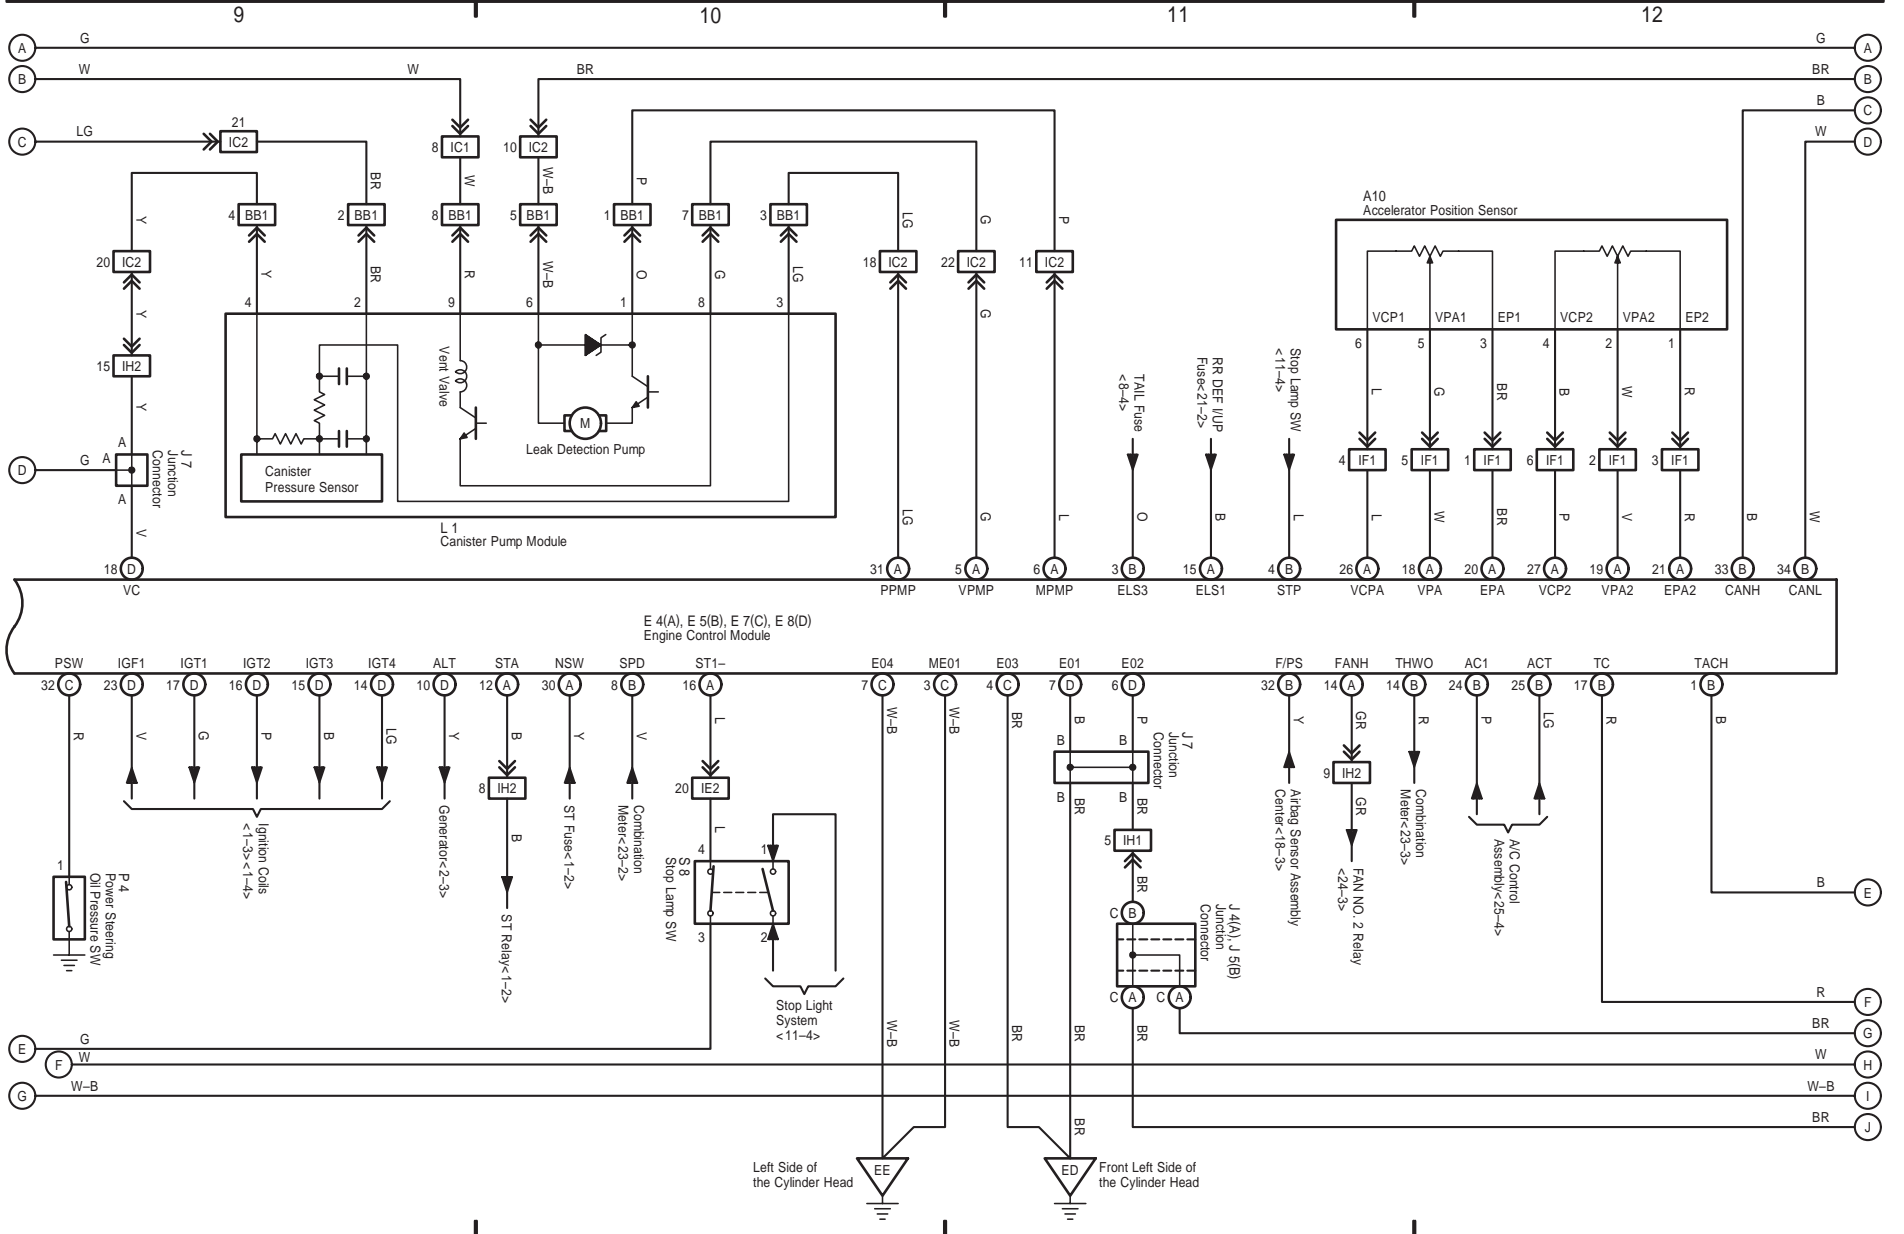 9 10 11 12
A G G A
B W W BR BR B
B C
C LG 21 IC2 8 IC1 10 IC2 W D
BR W W–B P
A10
Accelerator Position Sensor
4 BB1 2 BB1 8 BB1 5 BB1 1 BB1 7 BB1 3 BB1
Y LG G P
20 IC2 18 IC2 22 IC2 11 IC2
Y BR R W–B O G LG
4 2 9 6 1 8 3
Y G
VCP1 VPA1 EP1 VCP2 VPA2 EP2
6 5 3 4 2 1
15 IH2
Vent Valve
TAIL Fuse
<8–4>
RR DEF I/UP
Fuse<21–2>
Stop Lamp SW
<11–4>
Y L G BR B W R
M
Leak Detection Pump
A
D G A
A
J 7
Junction
Connector
Canister
Pressure Sensor
4 IF1 5 IF1 1 IF1 6 IF1 2 IF1 3 IF1
L 1
Canister Pump Module
V LG G L O B L L W BR P V R B W
18 D 31 A 5 A 6 A 3 B 15 A 4 B 26 A 18 A 20 A 27 A 19 A 21 A 33 B 34 B
VC PPMP VPMP MPMP ELS3 ELS1 STP VCPA VPA EPA VCP2 VPA2 EPA2 CANH CANL
E 4(A), E 5(B), E 7(C), E 8(D)
Engine Control Module
PSW IGF1 IGT1 IGT2 IGT3 IGT4 ALT STA NSW SPD ST1– E04 ME01 E03 E01 E02 F/PS FANH THWO AC1 ACT TC TACH
32 C 23 D 17 D 16 D 15 D 14 D 10 D 12 A 30 A 8 B 16 A 7 C 3 C 4 C 7 D 6 D 32 B 14 A 14 B 24 B 25 B 17 B 1 B
R V G P B LG Y B Y V L W–B W–B BR B P Y GR R P LG R B
B B
J 7
Junction
Connector
8 IH2 20 IE2 9 IH2
B B
BR BR GR
Ignition Coils
<1–3><1–4>
Generator<2–3>
B
ST Relay<1–2>
ST Fuse<1–2>
Combination
Meter<23–2>
L
Airbag Sensor Assembly
Center<18–3>
FAN NO. 2 Relay
<24–3>
Combination
Meter<23–3>
A/C Control
Assembly<25–4>
5 IH1
BR
4 1
S 8
Stop Lamp SW
3 2
1
P 4
Power Steering
Oil Pressure SW
B E
C B
J 4(A), J 5(B)
Junction
Connector
C A C A
Stop Light
System
<11–4>
R F
W–B W–B BR BR BR
BR G
E G
F W W H
G W–B W–B I
BR BR J
Left Side of
the Cylinder Head
EE
ED
Front Left Side of
the Cylinder Head